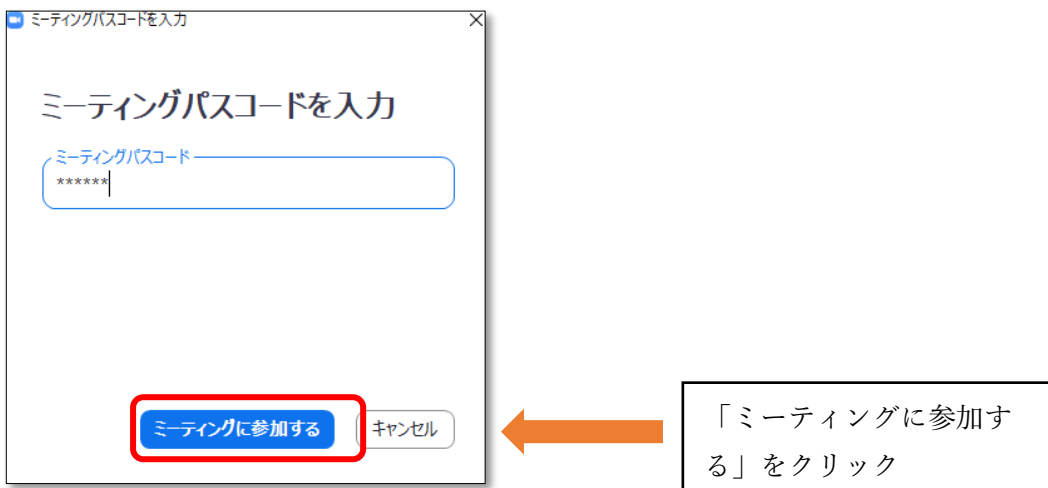 ミーティングパスコードを入力
ミーティングパスコードを入力
ミーティングパスコード
******
ミーティングに参加する
キャンセル
「ミーティングに参加す
る」をクリック